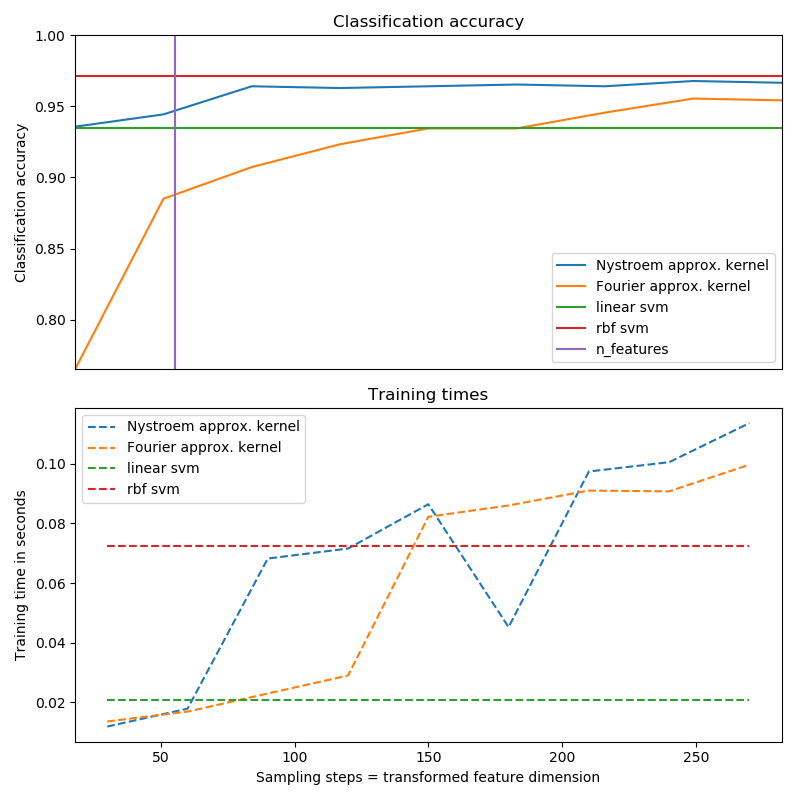 Classification accuracy
Classification accuracy
1.00
0.95
0.90
0.85
0.80
Nystroem approx. kernel
Fourier approx. kernel
linear svm
rbf svm
n_features
Training times
Training time in seconds
0.10
0.08
0.06
0.04
0.02
Nystroem approx. kernel
Fourier approx. kernel
linear svm
rbf svm
50 100 150 200 250
Sampling steps = transformed feature dimension